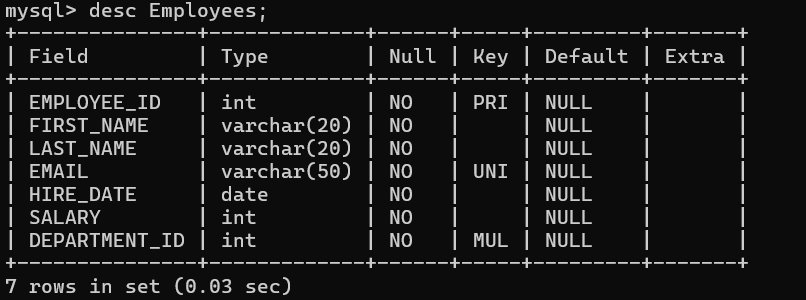 mysql> desc Employees;
+---------------+-------------+------+-----+---------+-------+
| Field         | Type        | Null | Key | Default | Extra |
+---------------+-------------+------+-----+---------+-------+
| EMPLOYEE_ID   | int         | NO   | PRI | NULL    |       |
| FIRST_NAME    | varchar(20) | NO   |     | NULL    |       |
| LAST_NAME     | varchar(20) | NO   |     | NULL    |       |
| EMAIL         | varchar(50) | NO   | UNI | NULL    |       |
| HIRE_DATE     | date        | NO   |     | NULL    |       |
| SALARY        | int         | NO   |     | NULL    |       |
| DEPARTMENT_ID | int         | NO   | MUL | NULL    |       |
+---------------+-------------+------+-----+---------+-------+
7 rows in set (0.03 sec)